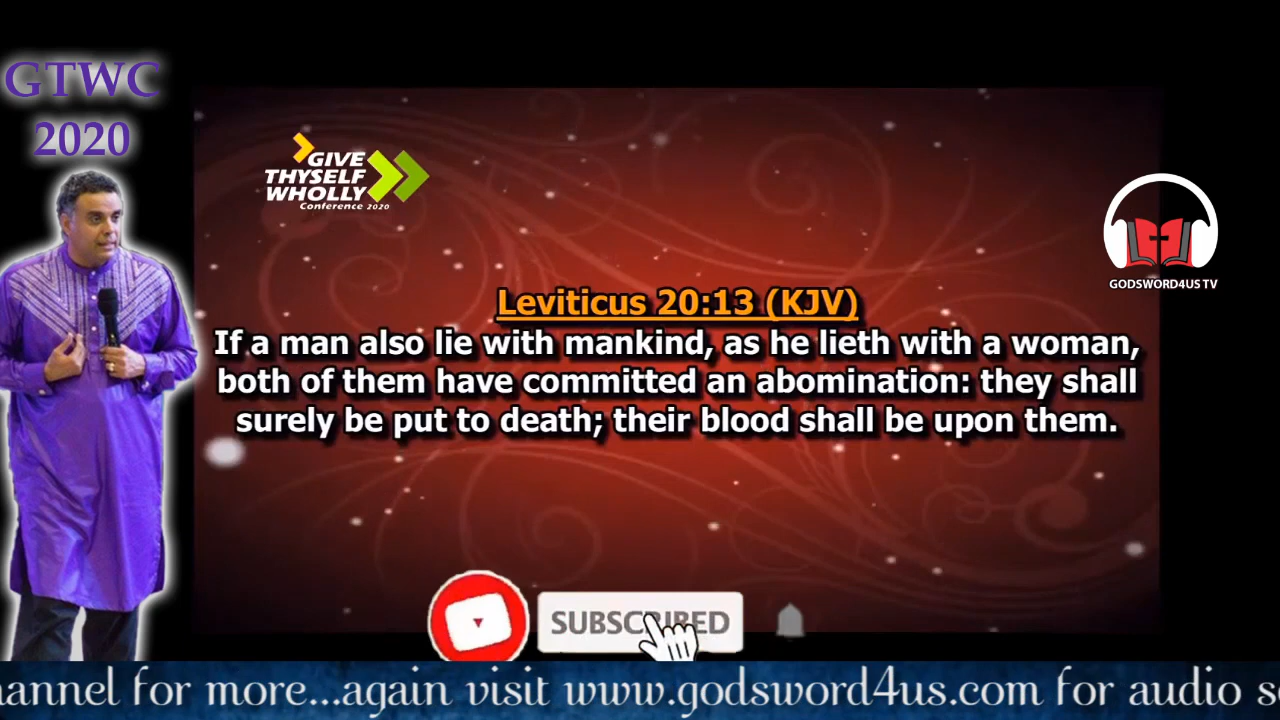 GTWC
2020
GIVE
THYSELF
WHOLLY
Conference 2020
GODSWORD4US TV
Leviticus 20:13 (KJV)
If a man also lie with mankind, as he lieth with a woman,
both of them have committed an abomination: they shall
surely be put to death; their blood shall be upon them.
SUBSCRIBED
hannel for more...again visit www.godsword4us.com for audio s